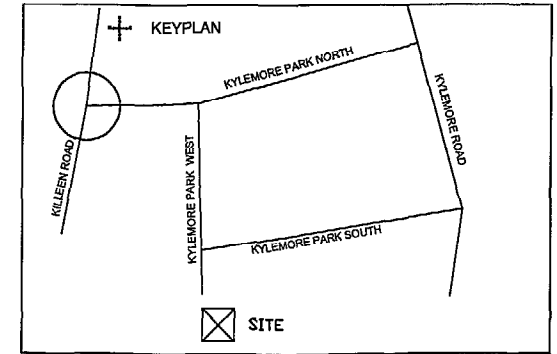 KEYPLAN
KYLEMORE PARK NORTH
KYLEMORE ROAD
KILLEEN ROAD
KYLEMORE PARK WEST
KYLEMORE PARK SOUTH
SITE